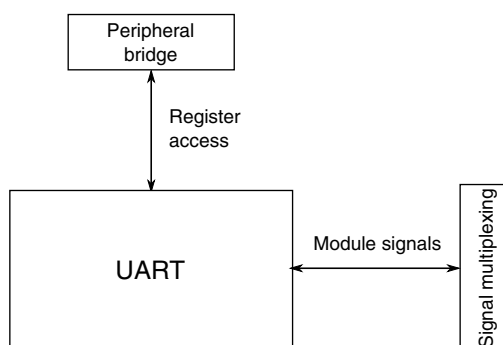 Peripheral
bridge
Register
access
UART
Module signals
Signal multiplexing